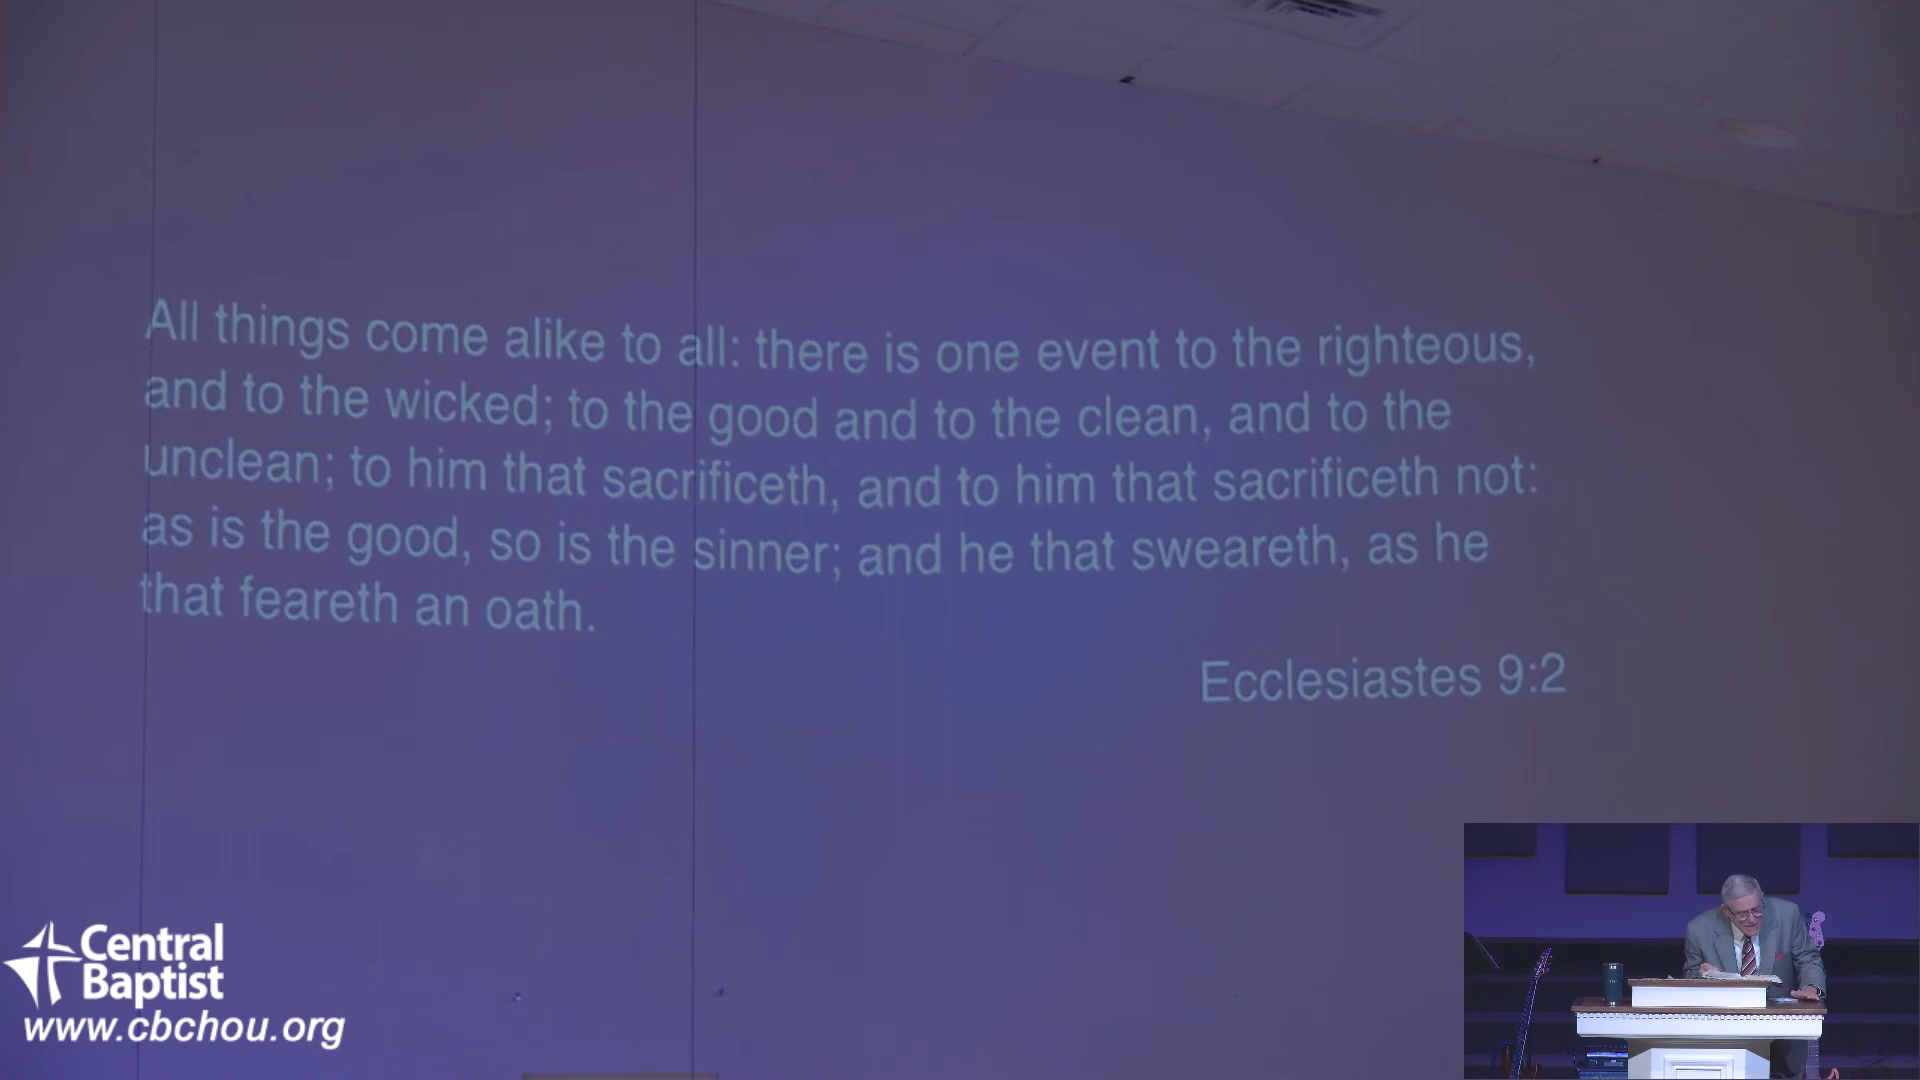 All things come alike to all: there is one event to the righteous,
and to the wicked; to the good and to the clean, and to the
unclean; to him that sacrificeth, and to him that sacrificeth not:
as is the good, so is the sinner; and he that sweareth, as he
that feareth an oath.
Ecclesiastes 9:2
Central
Baptist
www.cbchou.org